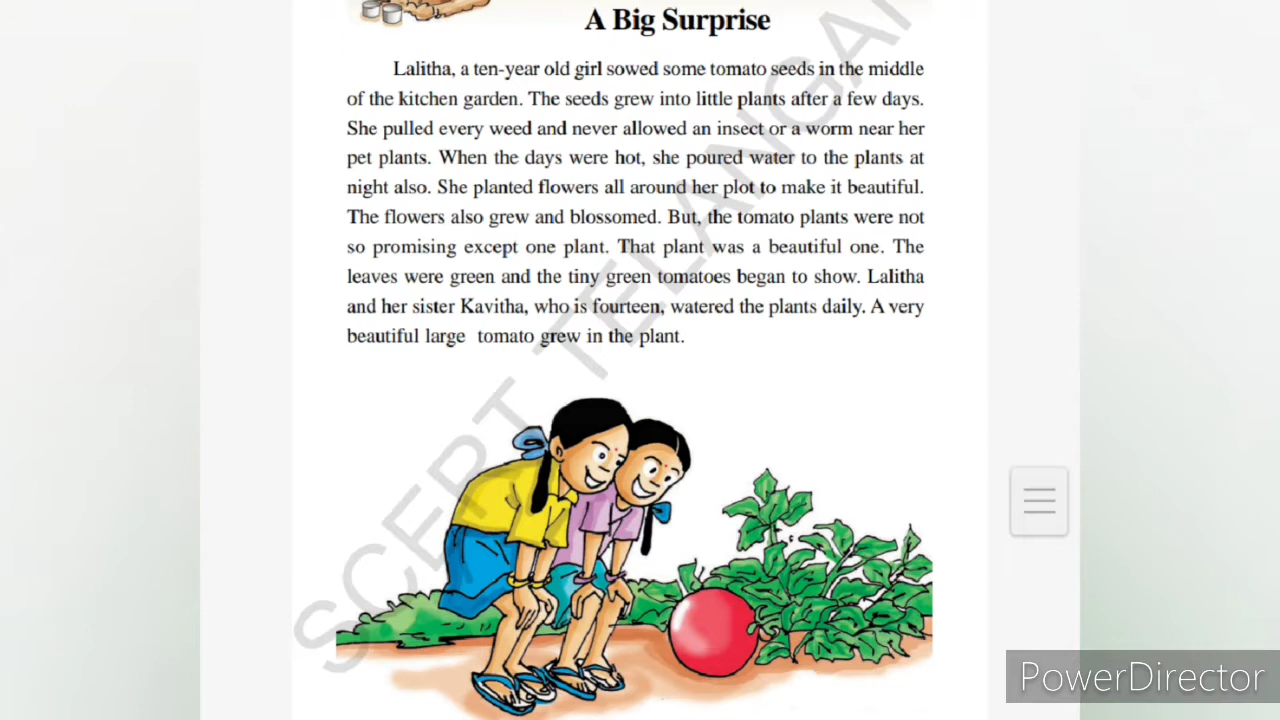 A Big Surprise
Lalitha, a ten-year old girl sowed some tomato seeds in the middle
of the kitchen garden. The seeds grew into little plants after a few days.
She pulled every weed and never allowed an insect or a worm near her
pet plants. When the days were hot, she poured water to the plants at
night also. She planted flowers all around her plot to make it beautiful.
The flowers also grew and blossomed. But, the tomato plants were not
so promising except one plant. That plant was a beautiful one. The
leaves were green and the tiny green tomatoes began to show. Lalitha
and her sister Kavitha, who is fourteen, watered the plants daily. A very
beautiful large tomato grew in the plant.
SCERT TELANGAN
PowerDirector